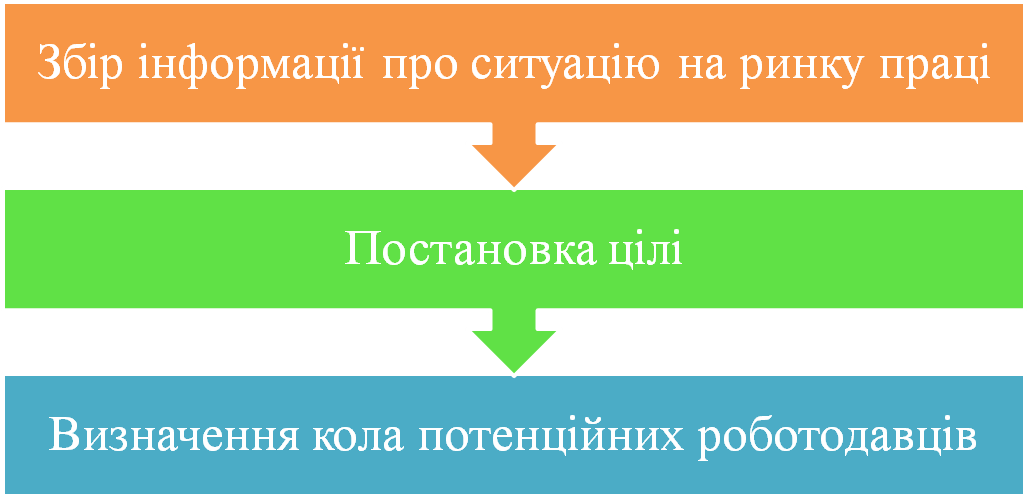 Збір інформації про ситуацію на ринку праці
Постановка цілі
Визначення кола потенційних роботодавців